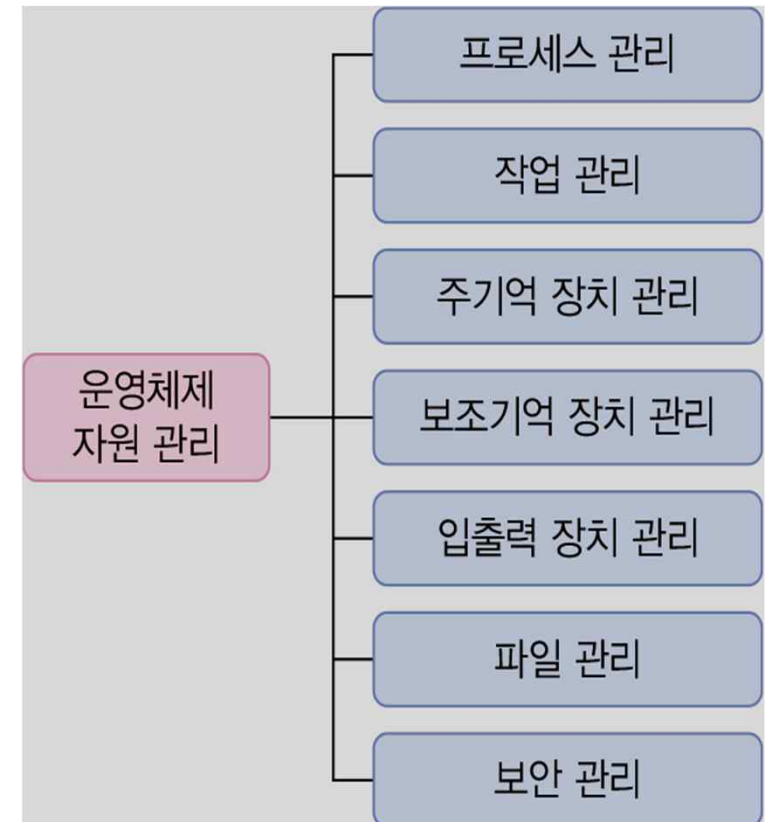 프로세스 관리
작업 관리
주기억 장치 관리
운영체제
자원 관리
보조기억 장치 관리
입출력 장치 관리
파일 관리
보안 관리